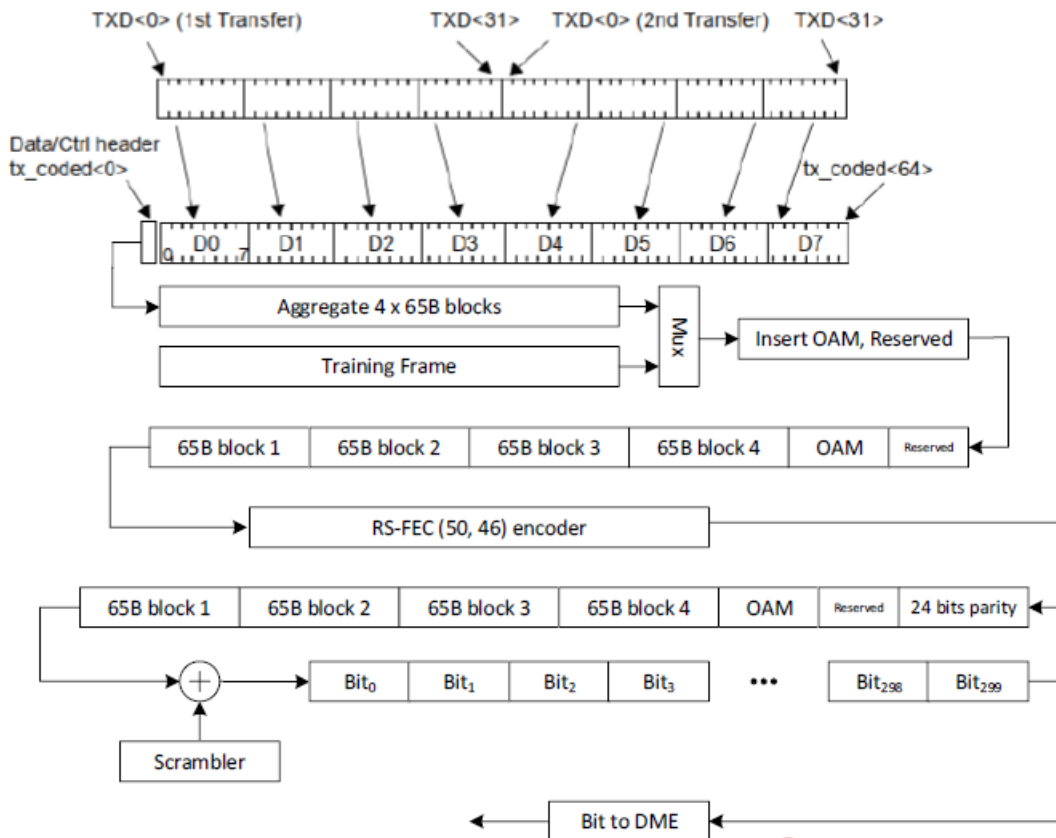 TXD<0> (1st Transfer) TXD<31> TXD<0> (2nd Transfer) TXD<31>
Data/Ctrl header
tx_coded<0>
tx_coded<64>
D0 D1 D2 D3 D4 D5 D6 D7
0 7
Aggregate 4 x 65B blocks
Mux
Insert OAM, Reserved
Training Frame
65B block 1 65B block 2 65B block 3 65B block 4 OAM Reserved
RS-FEC (50, 46) encoder
65B block 1 65B block 2 65B block 3 65B block 4 OAM Reserved 24 bits parity
+ Bit₀ Bit₁ Bit₂ Bit₃ ••• Bit₂₉₈ Bit₂₉₉
Scrambler
Bit to DME